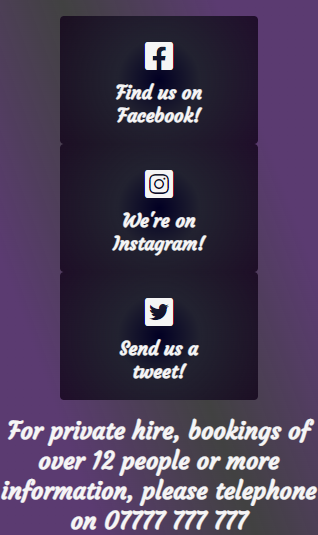 Find us on
Facebook!
We're on
Instagram!
Send us a
tweet!
For private hire, bookings of
over 12 people or more
information, please telephone
on 07777 777 777